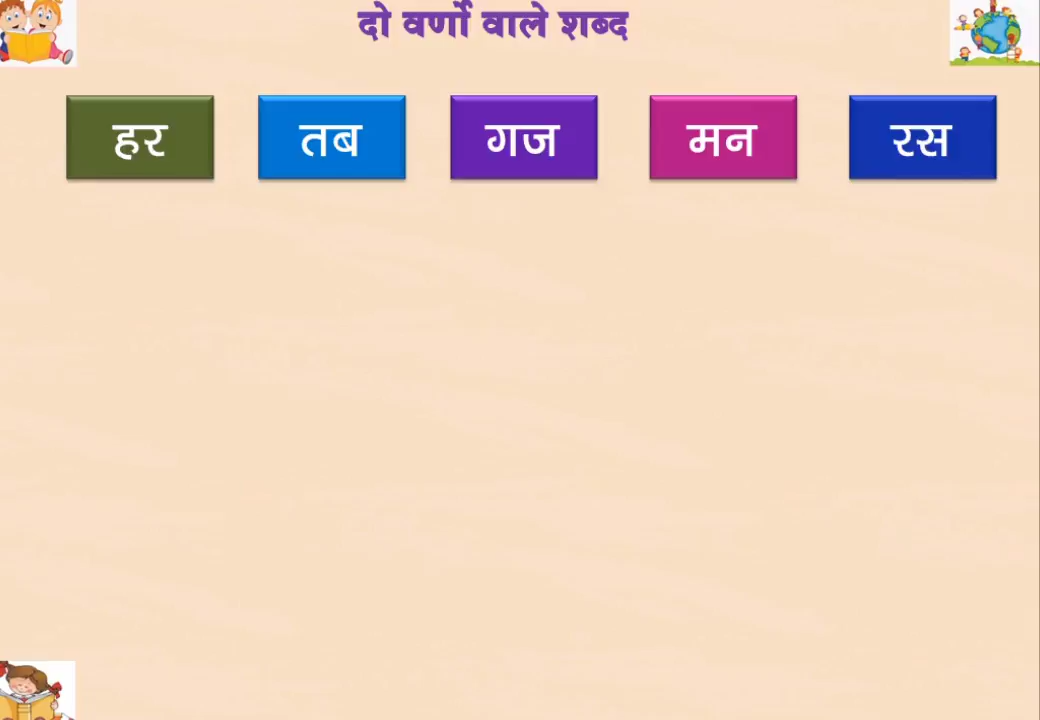 दो वर्णो वाले शब्द
हर तब गज मन रस